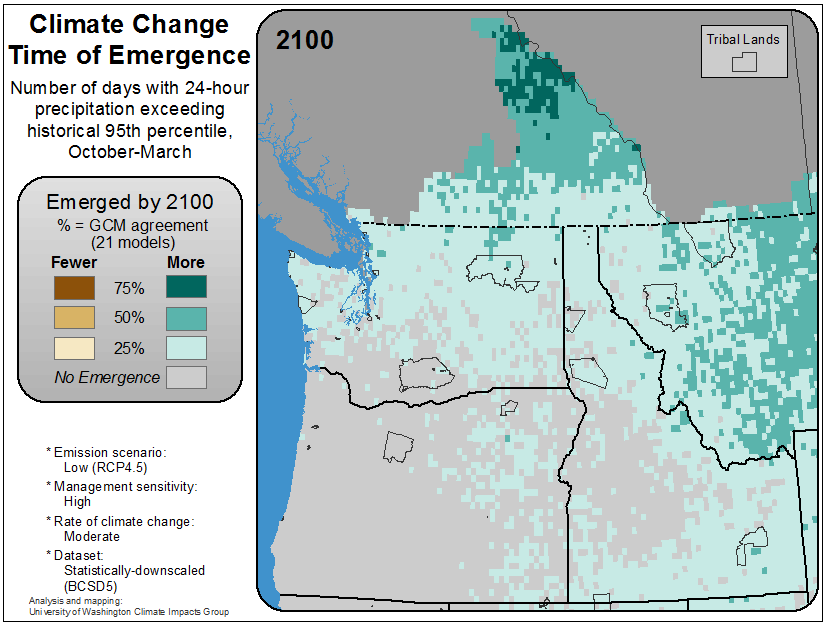 Climate Change
Time of Emergence
Number of days with 24-hour
precipitation exceeding
historical 95th percentile,
October-March
Emerged by 2100
% = GCM agreement
(21 models)
Fewer More
75%
50%
25%
No Emergence
* Emission scenario:
Low (RCP4.5)
* Management sensitivity:
High
* Rate of climate change:
Moderate
* Dataset:
Statistically-downscaled
(BCSD5)
Analysis and mapping:
University of Washington Climate Impacts Group
2100
Tribal Lands